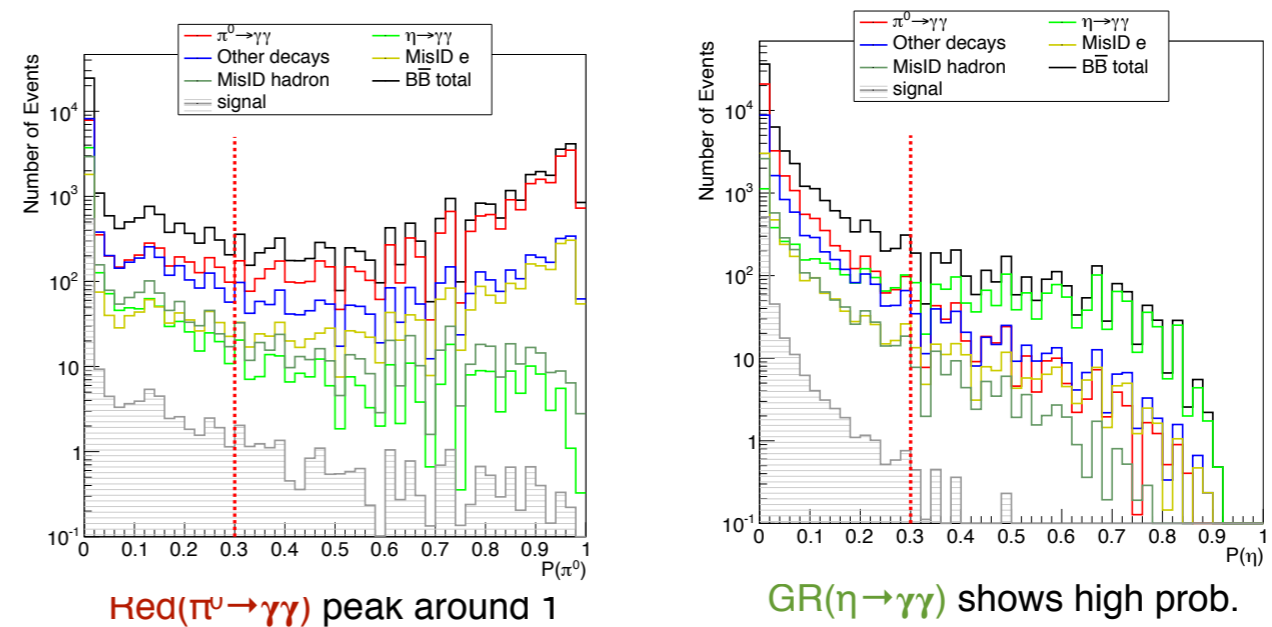 π⁰→γγ η→γγ
Other decays MisID e
MisID hadron BB̅ total
signal
Number of Events
10⁴
10³
10²
10
1
10⁻¹
0 0.1 0.2 0.3 0.4 0.5 0.6 0.7 0.8 0.9 1
P(π⁰)
Red(π⁰→γγ) peak around 1
π⁰→γγ η→γγ
Other decays MisID e
MisID hadron BB̅ total
signal
Number of Events
10⁴
10³
10²
10
1
10⁻¹
0 0.1 0.2 0.3 0.4 0.5 0.6 0.7 0.8 0.9 1
P(η)
GR(η→γγ) shows high prob.